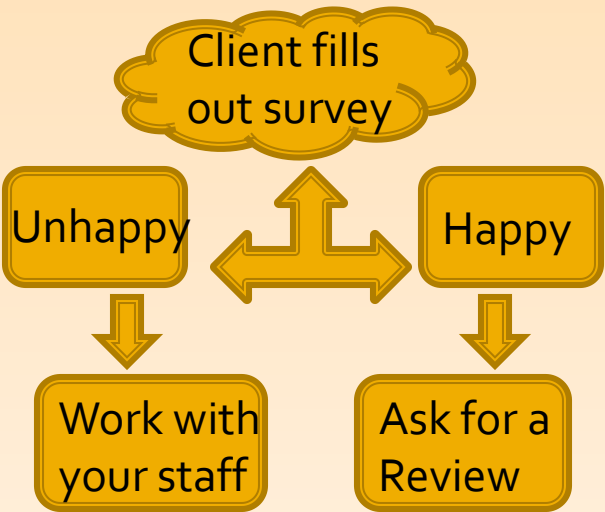 Client fills
out survey
Unhappy
Happy
Work with
your staff
Ask for a
Review